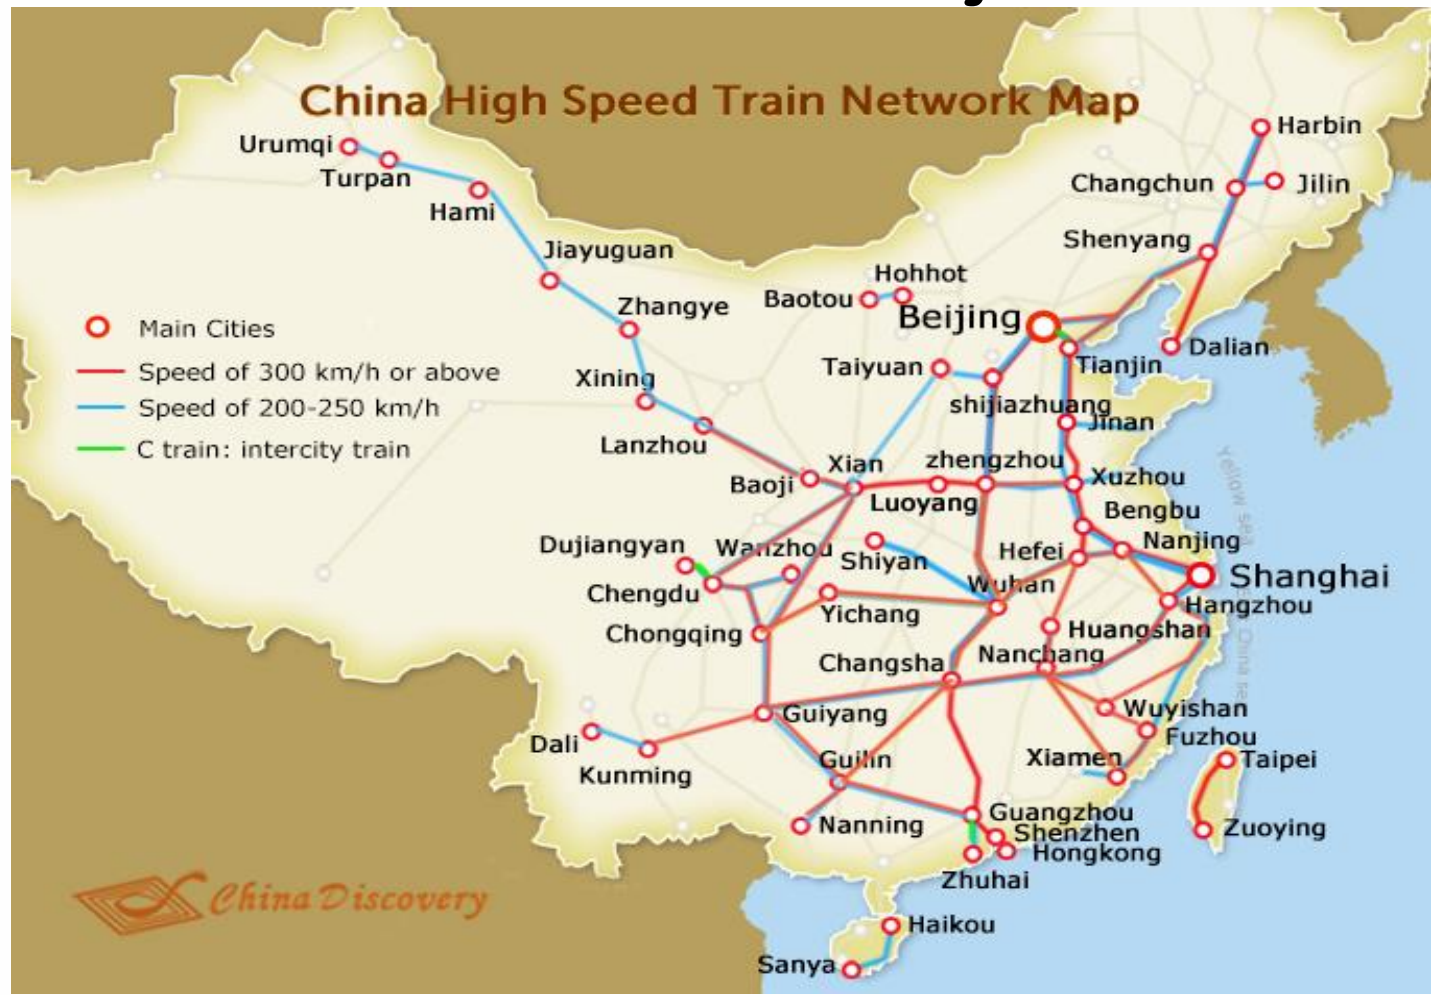 China High Speed Train Network Map
Harbin
Urumqi
Turpan
Changchun
Jilin
Hami
Shenyang
Jiayuguan
Hohhot
Baotou
Zhangye
Beijing
Main Cities
Dalian
Tianjin
Taiyuan
Speed of 300 km/h or above
Xining
shijiazhuang
Speed of 200-250 km/h
Jinan
Lanzhou
C train: intercity train
Xian
zhengzhou
Xuzhou
Baoji
Luoyang
Yellow sea
Bengbu
Dujiangyan
Wanzhou
Shiyan
Hefei
Nanjing
Shanghai
Chengdu
Wuhan
Hangzhou
Yichang
Chongqing
Huangshan
Changsha
Nanchang
Guiyang
Wuyishan
Dali
Fuzhou
Kunming
Guilin
Xiamen
Taipei
Nanning
Guangzhou
Shenzhen
Zuoying
Hongkong
Zhuhai
China Discovery
Haikou
Sanya